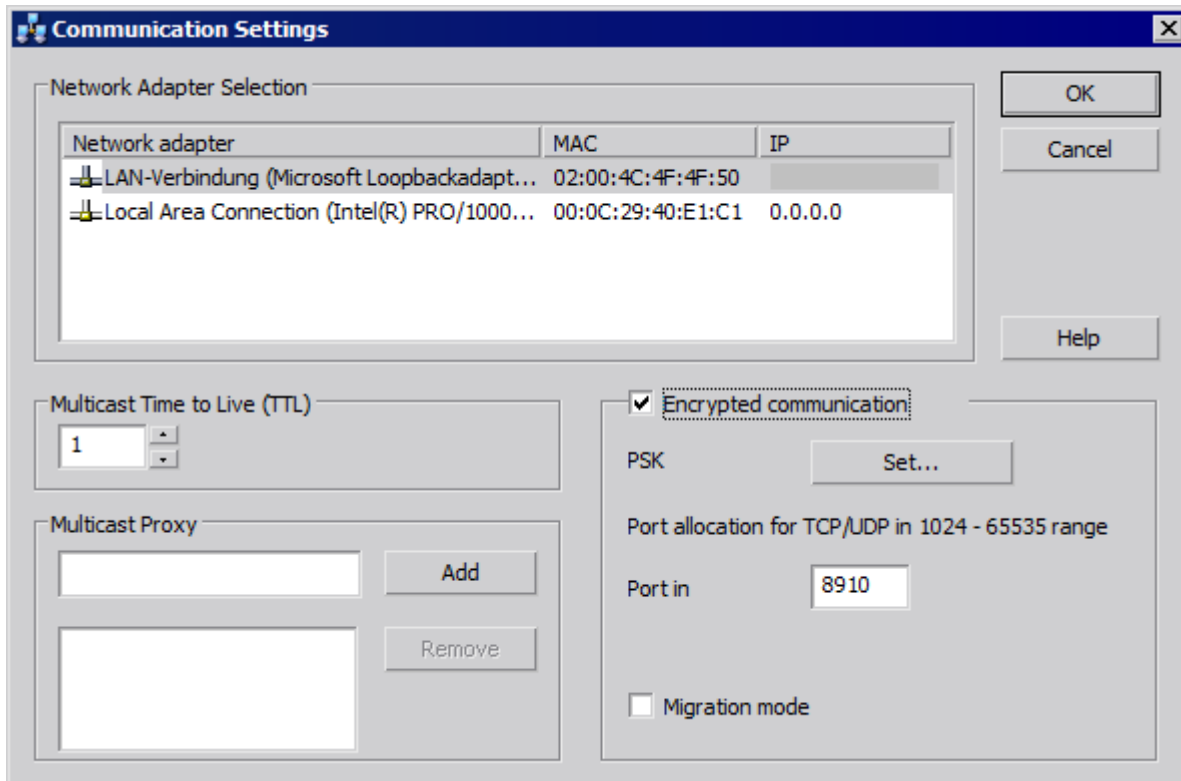 Communication Settings
Network Adapter Selection
OK
Network adapter MAC IP
Cancel
LAN-Verbindung (Microsoft Loopbackadapt... 02:00:4C:4F:4F:50
Local Area Connection (Intel(R) PRO/1000... 00:0C:29:40:E1:C1 0.0.0.0
Help
Multicast Time to Live (TTL)
1
Encrypted communication
PSK Set...
Multicast Proxy
Add
Remove
Port allocation for TCP/UDP in 1024 - 65535 range
Port in 8910
Migration mode